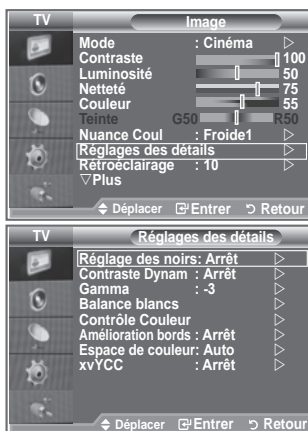 TV Image
Mode : Cinéma
Contraste 100
Luminosité 50
Netteté 75
Couleur 55
Teinte G50 R50
Nuance Coul : Froide1
Réglages des détails
Rétroéclairage : 10
▽Plus
Déplacer Entrer Retour
TV Réglages des détails
Réglage des noirs: Arrêt
Contraste Dynam : Arrêt
Gamma : -3
Balance blancs
Contrôle Couleur
Amélioration bords : Arrêt
Espace de couleur: Auto
xvYCC : Arrêt
Déplacer Entrer Retour